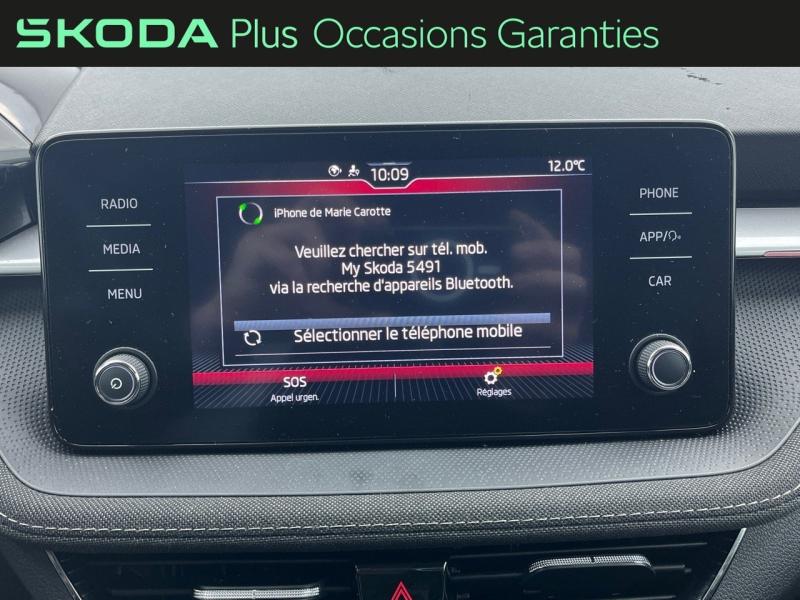 SKODA Plus Occasions Garanties
10:09
12.0°C
RADIO
MEDIA
MENU
iPhone de Marie Carotte
Veuillez chercher sur tél. mob.
My Skoda 5491
via la recherche d'appareils Bluetooth.
Sélectionner le téléphone mobile
SOS
Appel urgen.
Réglages
PHONE
APP/
CAR